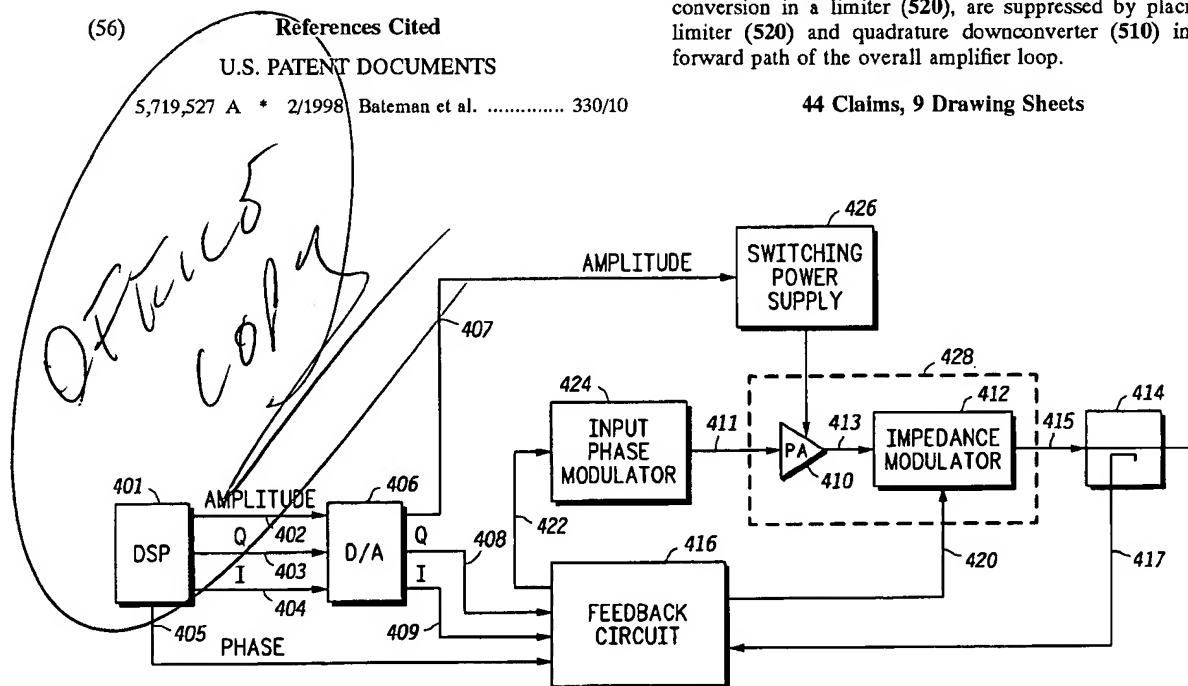 (56) References Cited
U.S. PATENT DOCUMENTS
5,719,527 A * 2/1998 Bateman et al. .............. 330/10
conversion in a limiter (520), are suppressed by placi
limiter (520) and quadrature downconverter (510) in
forward path of the overall amplifier loop.
44 Claims, 9 Drawing Sheets
OFFICE
COPY
426
SWITCHING
POWER
SUPPLY
AMPLITUDE
407
428
424
INPUT
PHASE
MODULATOR
411
PA
410
413
412
IMPEDANCE
MODULATOR
415
414
401
DSP
AMPLITUDE
402
Q
403
I
404
405
PHASE
406
D/A
Q
408
I
409
422
416
FEEDBACK
CIRCUIT
420
417